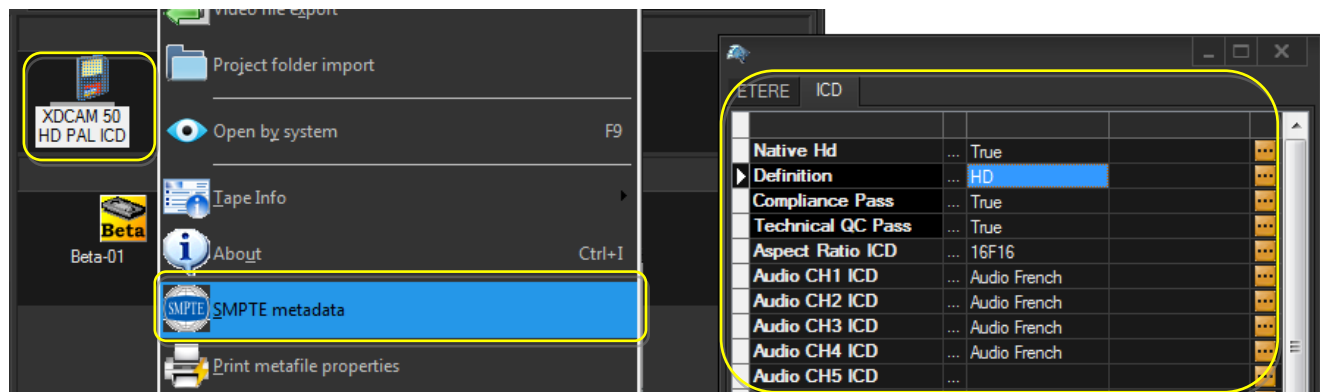 Video file export
Project folder import
XDCAM 50
HD PAL ICD
Open by system F9
Tape Info
Beta
Beta-01
About Ctrl+I
SMPTE
SMPTE metadata
Print metafile properties
ETERE ICD
Native Hd ... True ...
Definition ... HD ...
Compliance Pass ... True ...
Technical QC Pass ... True ...
Aspect Ratio ICD ... 16F16 ...
Audio CH1 ICD ... Audio French ...
Audio CH2 ICD ... Audio French ...
Audio CH3 ICD ... Audio French ...
Audio CH4 ICD ... Audio French ...
Audio CH5 ICD ... ...